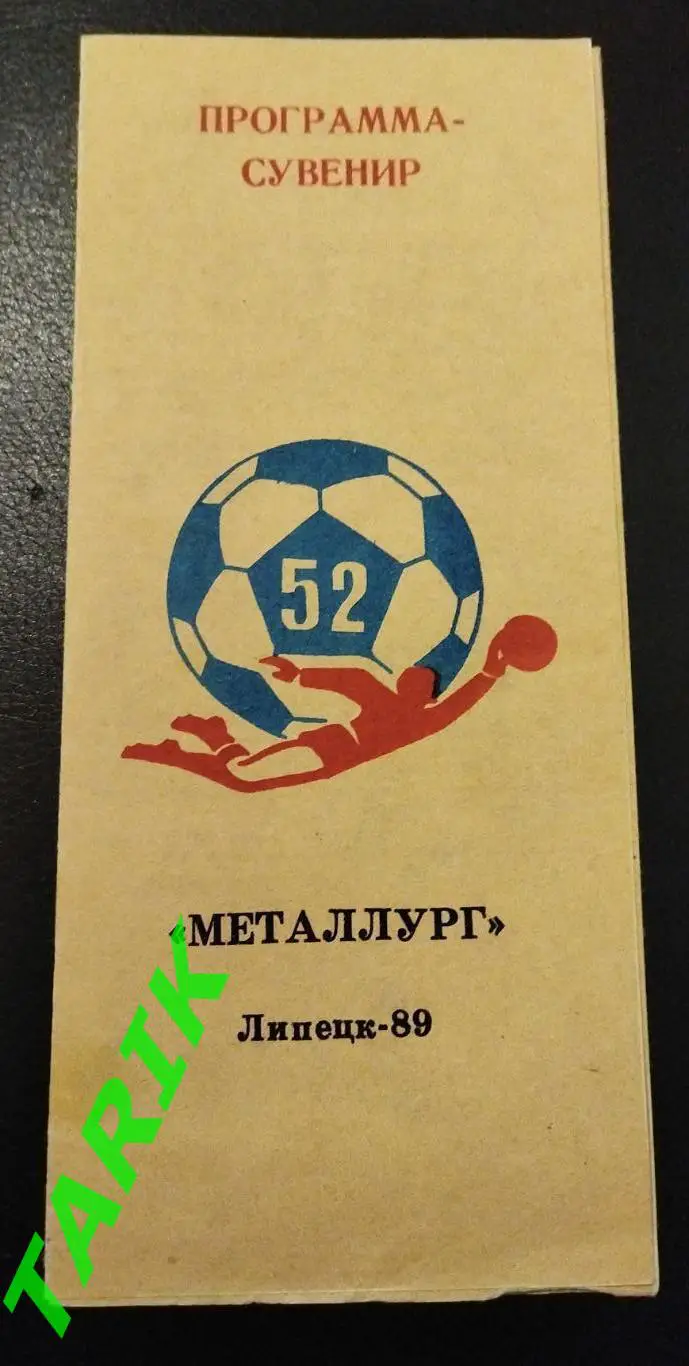 ПРОГРАММА-
СУВЕНИР
52
«МЕТАЛЛУРГ»
Липецк-89
TARIK